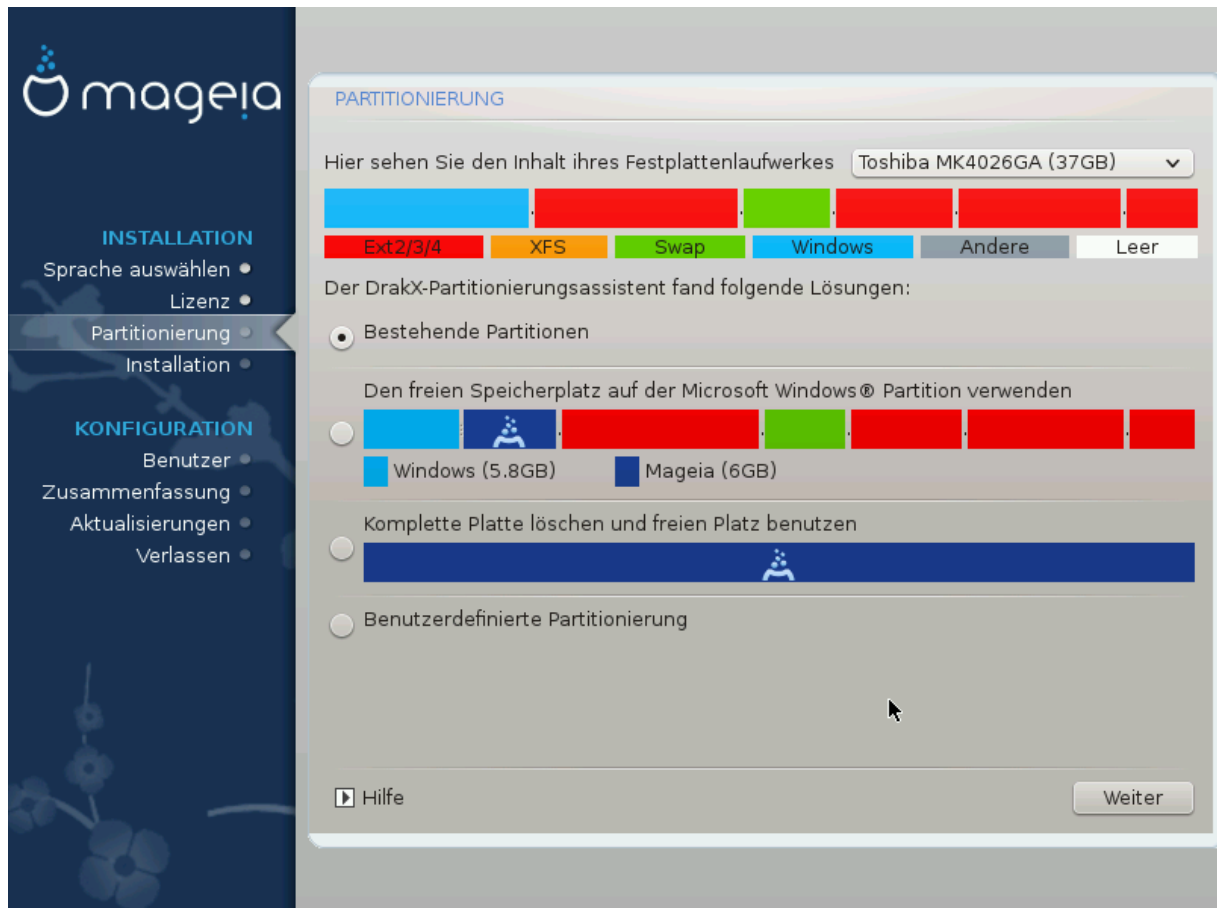 mageia
INSTALLATION
Sprache auswählen
Lizenz
Partitionierung
Installation
KONFIGURATION
Benutzer
Zusammenfassung
Aktualisierungen
Verlassen
PARTITIONIERUNG
Hier sehen Sie den Inhalt ihres Festplattenlaufwerkes Toshiba MK4026GA (37GB)
Ext2/3/4 XFS Swap Windows Andere Leer
Der DrakX-Partitionierungsassistent fand folgende Lösungen:
Bestehende Partitionen
Den freien Speicherplatz auf der Microsoft Windows® Partition verwenden
Windows (5.8GB) Mageia (6GB)
Komplette Platte löschen und freien Platz benutzen
Benutzerdefinierte Partitionierung
Hilfe Weiter